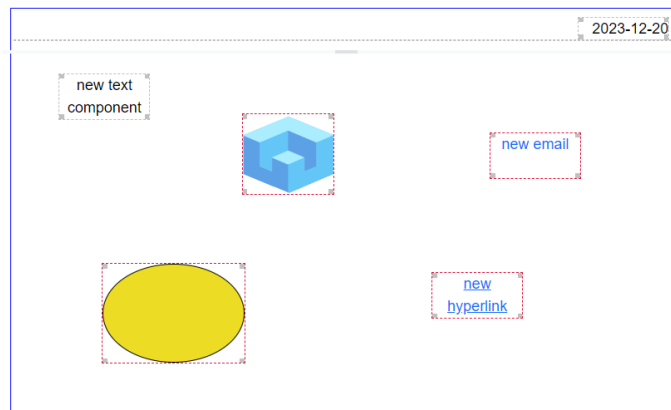 2023-12-20
new text
component
new email
new
hyperlink